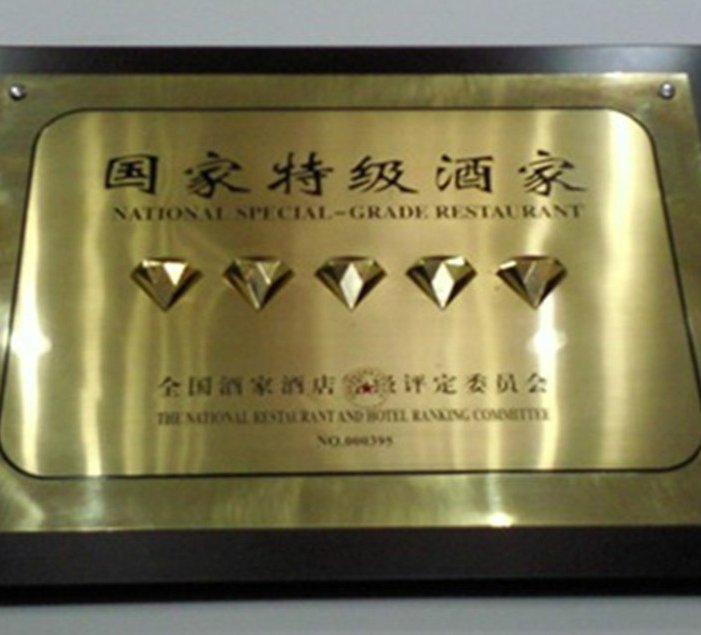 国家特级酒家
NATIONAL SPECIAL-GRADE RESTAURANT
全国酒家酒店等级评定委员会
THE NATIONAL RESTAURANT AND HOTEL RANKING COMMITTEE
NO.000395